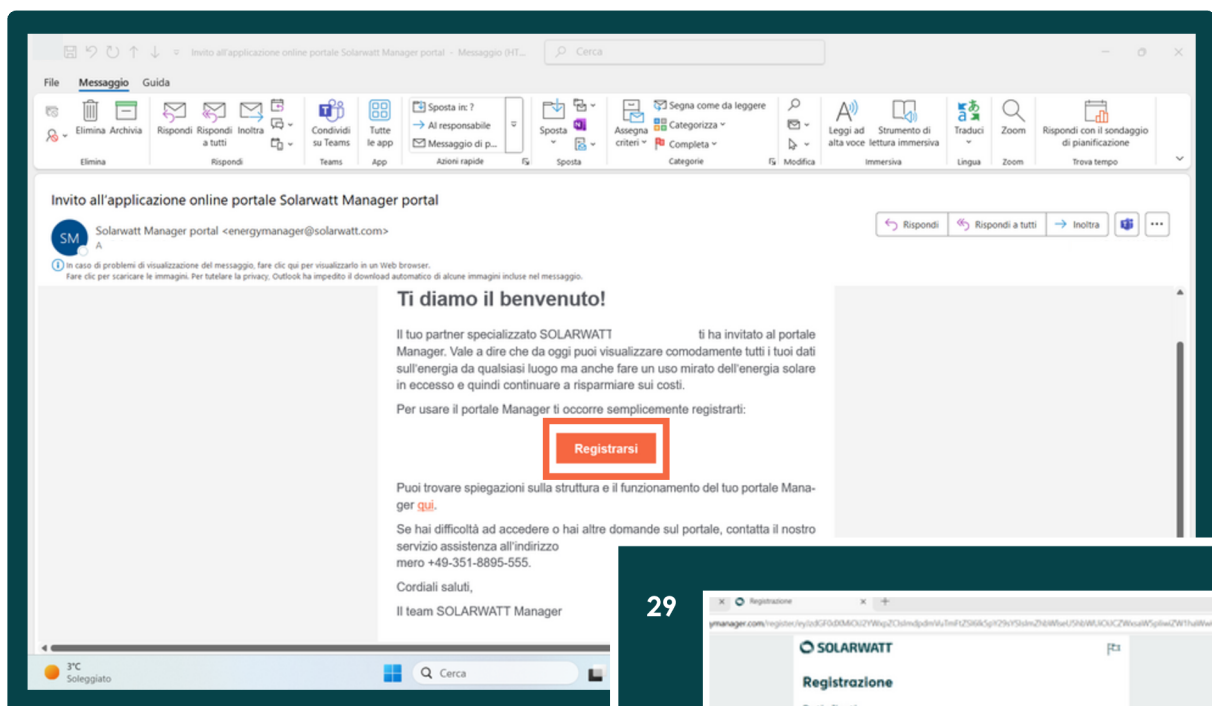 Invito all'applicazione online portale Solarwatt Manager portal - Messaggio (HT...
Cerca
File Messaggio Guida
Elimina Archivia
Rispondi Rispondi a tutti Inoltra
Condividi su Teams
Tutte le app
Sposta in: ?
Al responsabile
Messaggio di p...
Sposta
Assegna criteri
Segna come da leggere
Categorizza
Completa
Leggi ad alta voce
Strumento di lettura immersiva
Traduci
Zoom
Rispondi con il sondaggio di pianificazione
Elimina Rispondi Teams App Azioni rapide Sposta Categorie Modifica Immersiva Lingua Zoom Trova tempo
Invito all'applicazione online portale Solarwatt Manager portal
SM
Solarwatt Manager portal <energymanager@solarwatt.com>
A
Rispondi Rispondi a tutti Inoltra
In caso di problemi di visualizzazione del messaggio, fare clic qui per visualizzarlo in un Web browser.
Fare clic per scaricare le immagini. Per tutelare la privacy, Outlook ha impedito il download automatico di alcune immagini incluse nel messaggio.
Ti diamo il benvenuto!
Il tuo partner specializzato SOLARWATT ti ha invitato al portale
Manager. Vale a dire che da oggi puoi visualizzare comodamente tutti i tuoi dati
sull'energia da qualsiasi luogo ma anche fare un uso mirato dell'energia solare
in eccesso e quindi continuare a risparmiare sui costi.
Per usare il portale Manager ti occorre semplicemente registrarti:
Registrarsi
Puoi trovare spiegazioni sulla struttura e il funzionamento del tuo portale Mana-
ger qui.
Se hai difficoltà ad accedere o hai altre domande sul portale, contatta il nostro
servizio assistenza all'indirizzo
mero +49-351-8895-555.
Cordiali saluti,
Il team SOLARWATT Manager
3°C
Soleggiato
Cerca
29
Registrazione
SOLARWATT
Registrazione